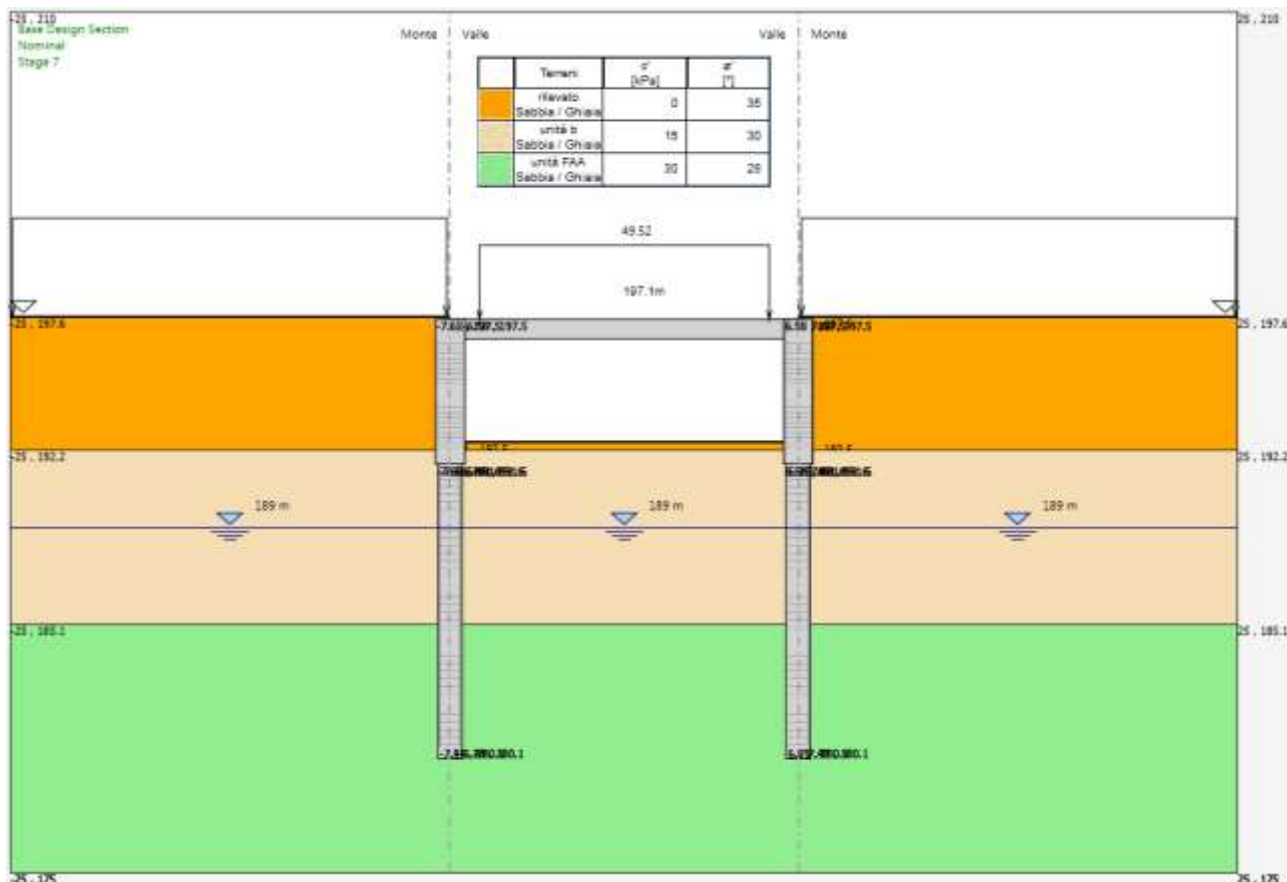 -25 , 210
25 , 210
Base Design Section
Nominal
Stage 7
Monte Valle
Valle Monte
Terreni c' [kPa] ø' [°]
rilevato Sabbia / Ghiaia 0 35
unità b Sabbia / Ghiaia 15 30
unità FAA Sabbia / Ghiaia 30 28
49.52
197.1m
-25 , 197.6
25 , 197.6
-25 , 192.2
25 , 192.2
189 m
189 m
189 m
-25 , 185.1
25 , 185.1
-25 , 175
25 , 175